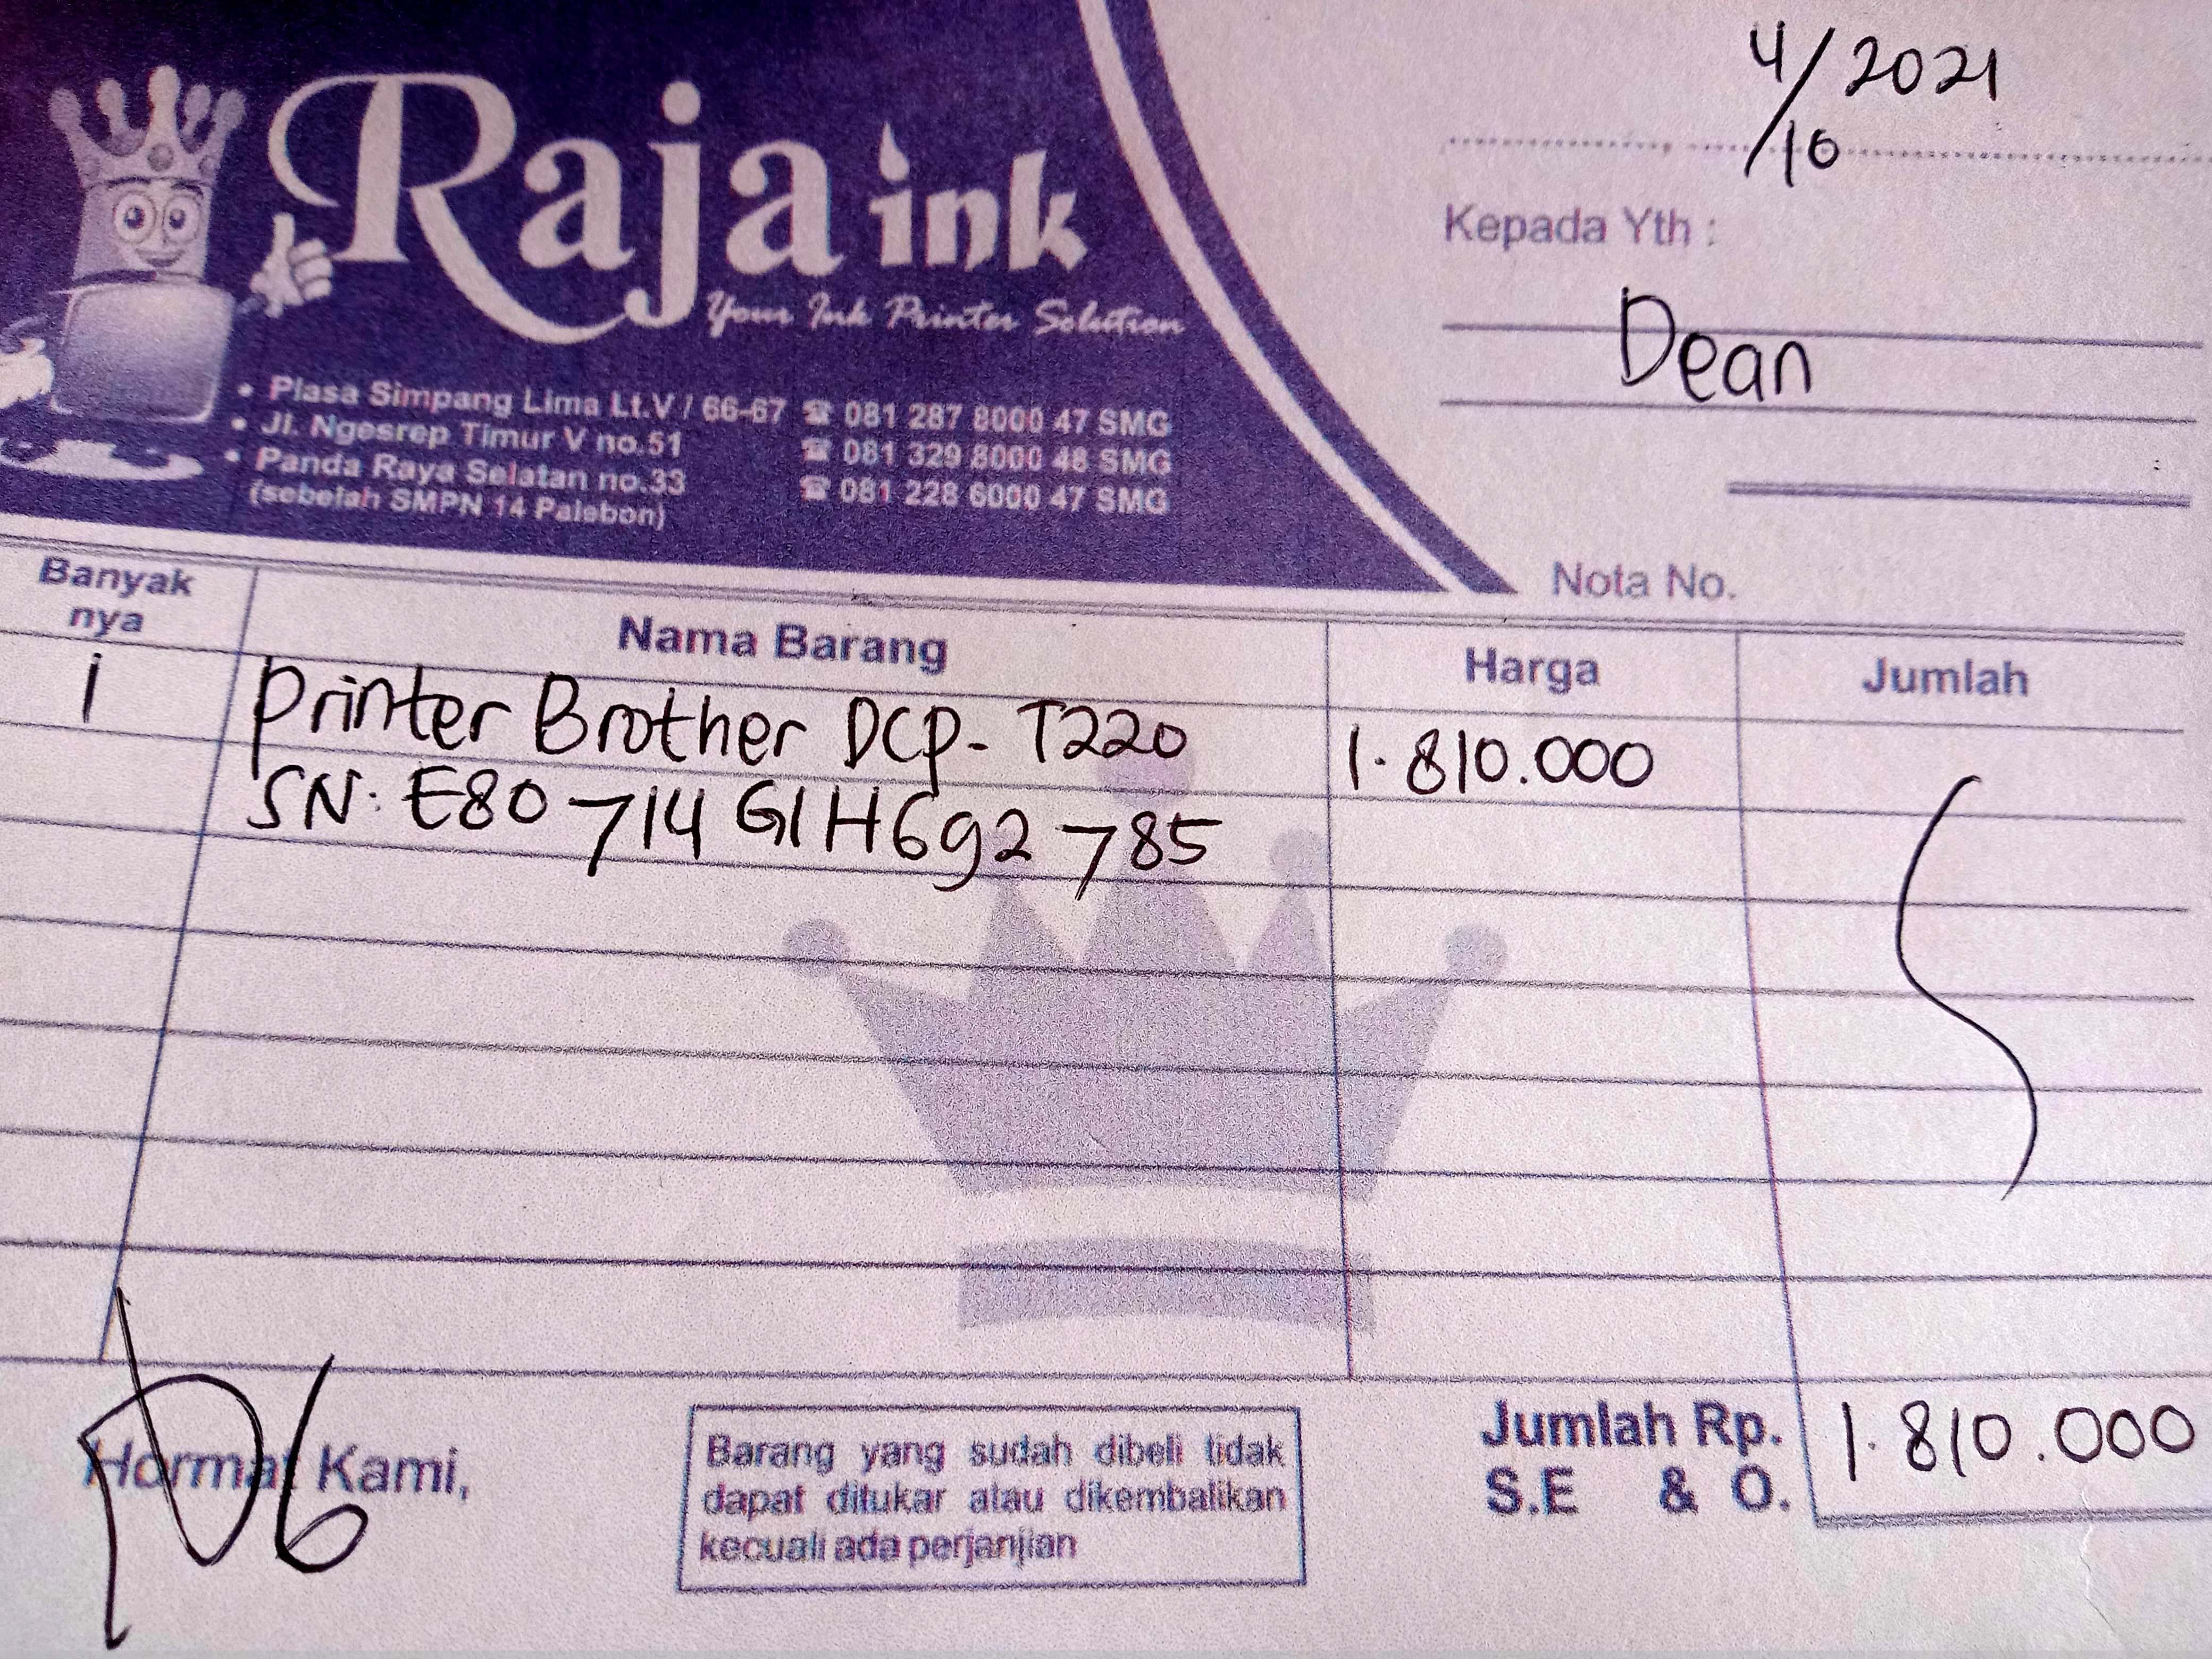 4/10 2021
Raja ink
Your Ink Printer Solution
Kepada Yth :
Dean
• Plasa Simpang Lima Lt.V / 66-67 ☎ 081 287 8000 47 SMG
• Jl. Ngesrep Timur V no.51 ☎ 081 329 8000 48 SMG
• Panda Raya Selatan no.33 ☎ 081 228 6000 47 SMG
(sebelah SMPN 14 Palebon)
Nota No.
Banyak
nya
Nama Barang
Harga
Jumlah
1 Printer Brother DCP-T220 1.810.000
SN: E80714G1H692785
Hormat Kami,
Barang yang sudah dibeli tidak
dapat ditukar atau dikembalikan
kecuali ada perjanjian
Jumlah Rp. 1.810.000
S.E & O.